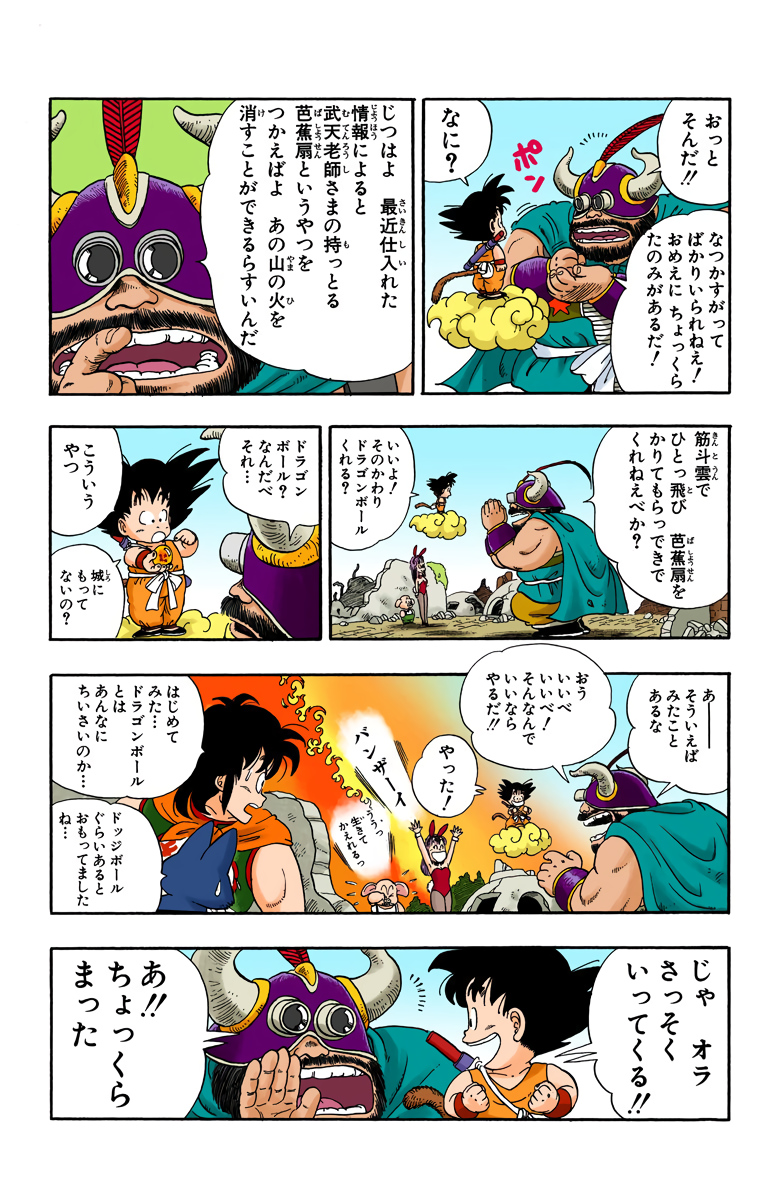 おっと
そんだ!!
なつかすがって
ばかりいられねえ!
おめえに ちょっくら
たのみがあるだ!
ポン
なに?
じつはよ 最近仕入れた
情報によると
武天老師さまの持っとる
芭蕉扇というやつを
つかえばよ あの山の火を
消すことができるらすいんだ
筋斗雲で
ひとっ飛び 芭蕉扇を
かりてもらってきで
くれねえべか?
いいよ!
そのかわり
ドラゴンボール
くれる?
ドラゴン
ボール?
なんだべ
それ…
こういう
やつ
城に
もって
ないの?
あ——
そういえば
みたこと
あるな
おう
いいべ
いいべ!
そんなんで
いいなら
やるだ!!
やった!
バンザーイ
ううっ
生きて
かえれるっ
はじめて
みた…
ドラゴンボール
とは
あんなに
ちいさいのか…
ドッジボール
ぐらいあると
おもってました
ね…
じゃ オラ
さっそく
いってくる!!
あ!!
ちょっくら
まった